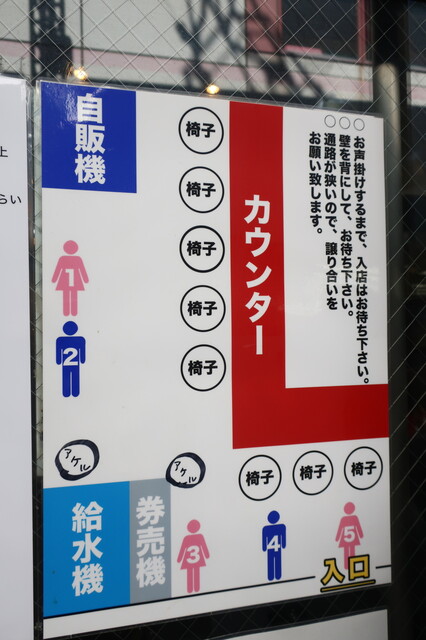 上
らい
自販機
椅子
椅子
椅子
椅子
椅子
カウンター
○お声掛けするまで、入店はお待ち下さい。
○壁を背にして、お待ち下さい。
○通路が狭いので、譲り合いを
お願い致します。
1
2
アケル
アケル
椅子
椅子
椅子
給水機
券売機
3
4
5
入口